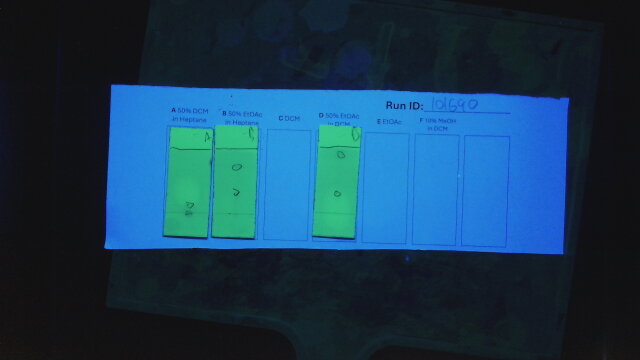 Run ID: 101590
A 50% DCM
in Heptane
B 50% EtOAc
in Heptane
C DCM
D 50% EtOAc
in DCM
E EtOAc
F 10% MeOH
in DCM
A
D